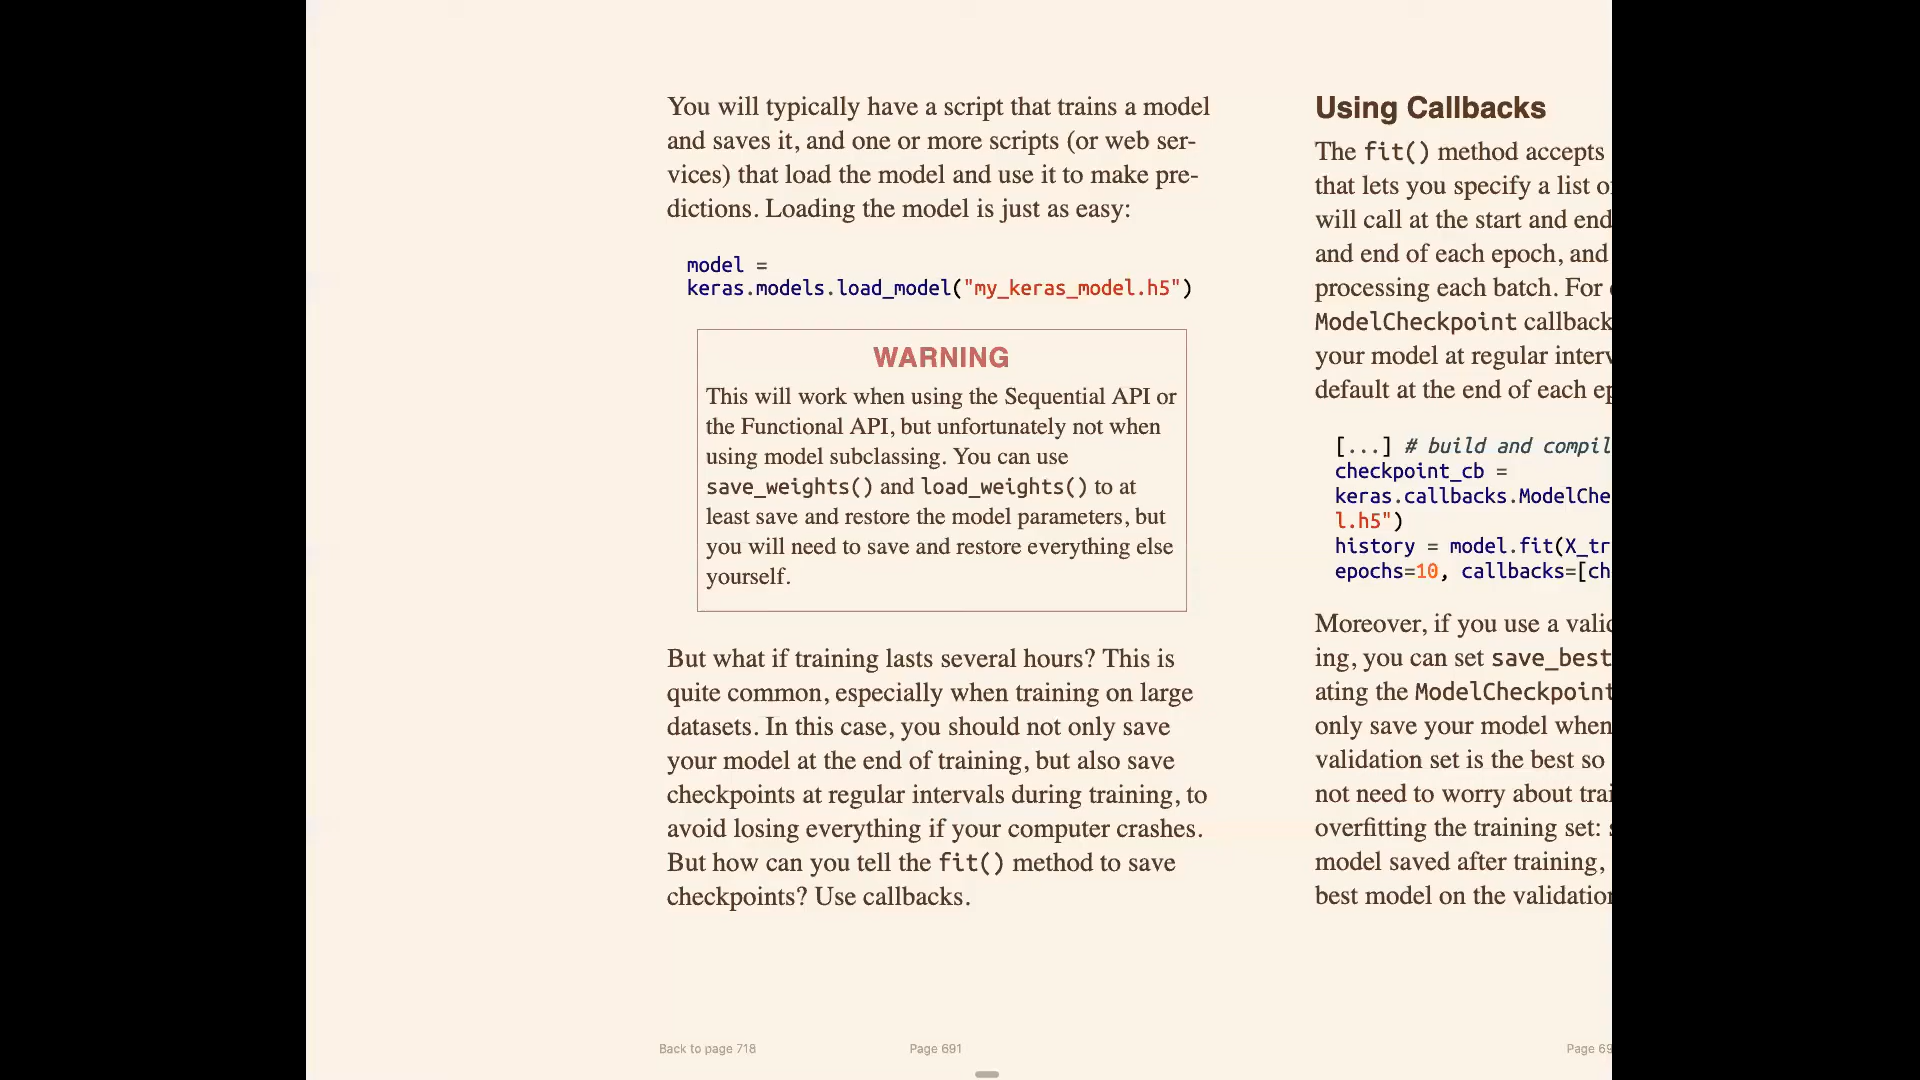 You will typically have a script that trains a model
and saves it, and one or more scripts (or web ser-
vices) that load the model and use it to make pre-
dictions. Loading the model is just as easy:
model =
keras.models.load_model("my_keras_model.h5")
WARNING
This will work when using the Sequential API or
the Functional API, but unfortunately not when
using model subclassing. You can use
save_weights() and load_weights() to at
least save and restore the model parameters, but
you will need to save and restore everything else
yourself.
But what if training lasts several hours? This is
quite common, especially when training on large
datasets. In this case, you should not only save
your model at the end of training, but also save
checkpoints at regular intervals during training, to
avoid losing everything if your computer crashes.
But how can you tell the fit() method to save
checkpoints? Use callbacks.
Back to page 718
Page 691
Using Callbacks
The fit() method accepts
that lets you specify a list
will call at the start and end
and end of each epoch, and
processing each batch. For
ModelCheckpoint callback
your model at regular
default at the end of each
[...] # build and
checkpoint_cb =
keras.callbacks.
l.h5")
history = model.fit(
epochs=10, callbacks=[
Moreover, if you use a
ing, you can set save_best
ating the ModelCheckpoint
only save your model when
validation set is the best so
not need to worry about
overfitting the training set:
model saved after training,
best model on the
Page